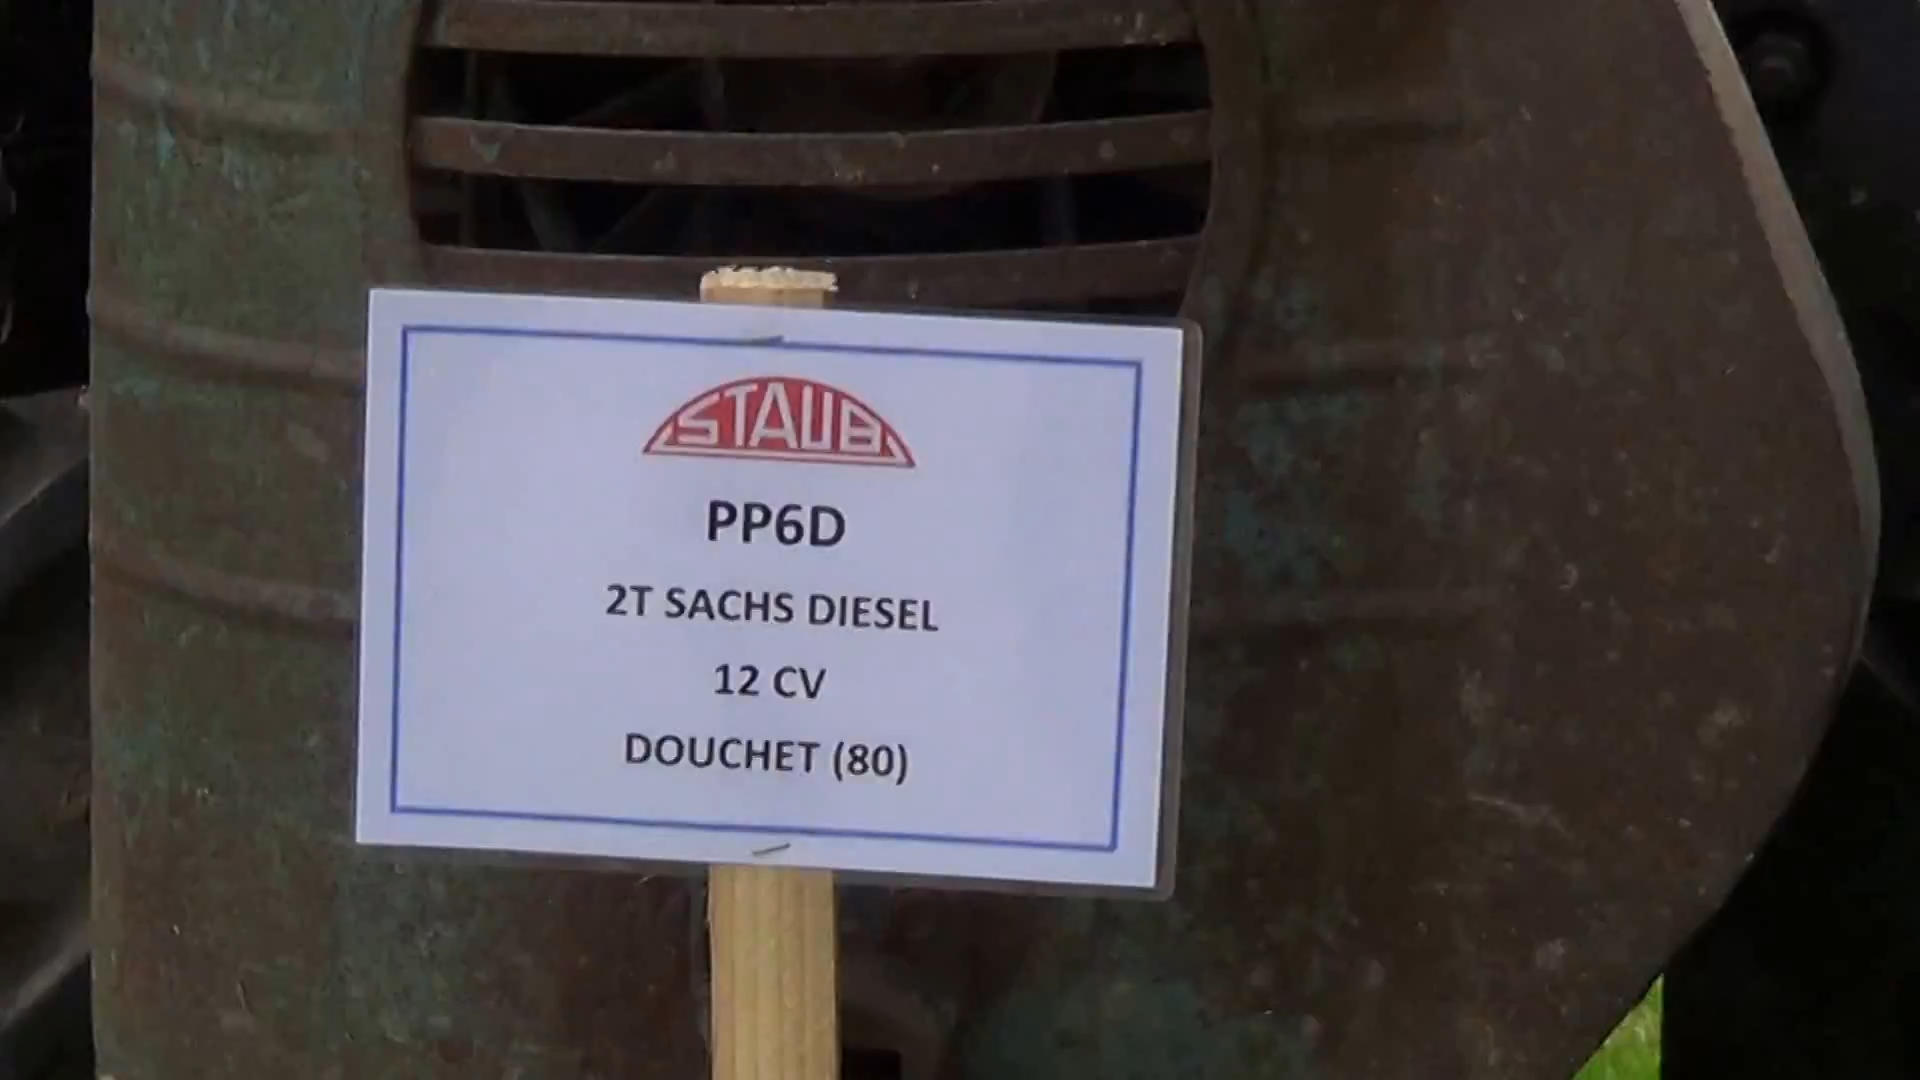 STAUB
PP6D
2T SACHS DIESEL
12 CV
DOUCHET (80)